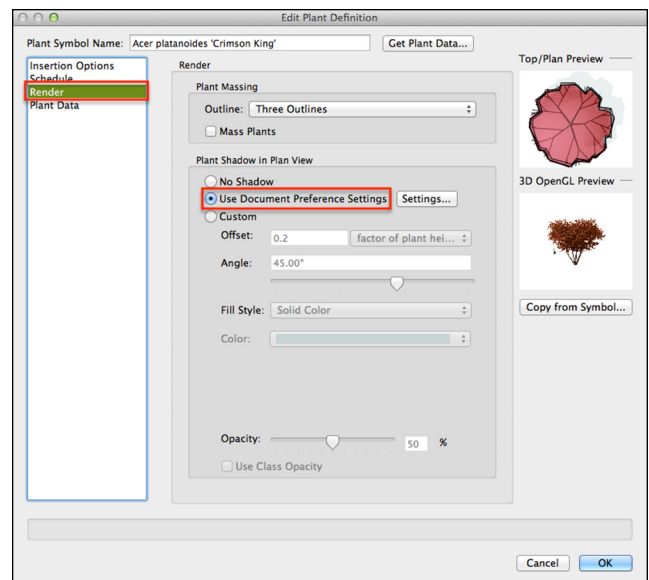 Edit Plant Definition
Plant Symbol Name: Acer platanoides 'Crimson King' Get Plant Data...
Insertion Options
Schedule
Render
Plant Data
Render
Plant Massing
Outline: Three Outlines
Mass Plants
Plant Shadow in Plan View
No Shadow
Use Document Preference Settings Settings...
Custom
Offset: 0.2 factor of plant hei...
Angle: 45.00°
Fill Style: Solid Color
Color:
Opacity: 50 %
Use Class Opacity
Top/Plan Preview
3D OpenGL Preview
Copy from Symbol...
Cancel OK